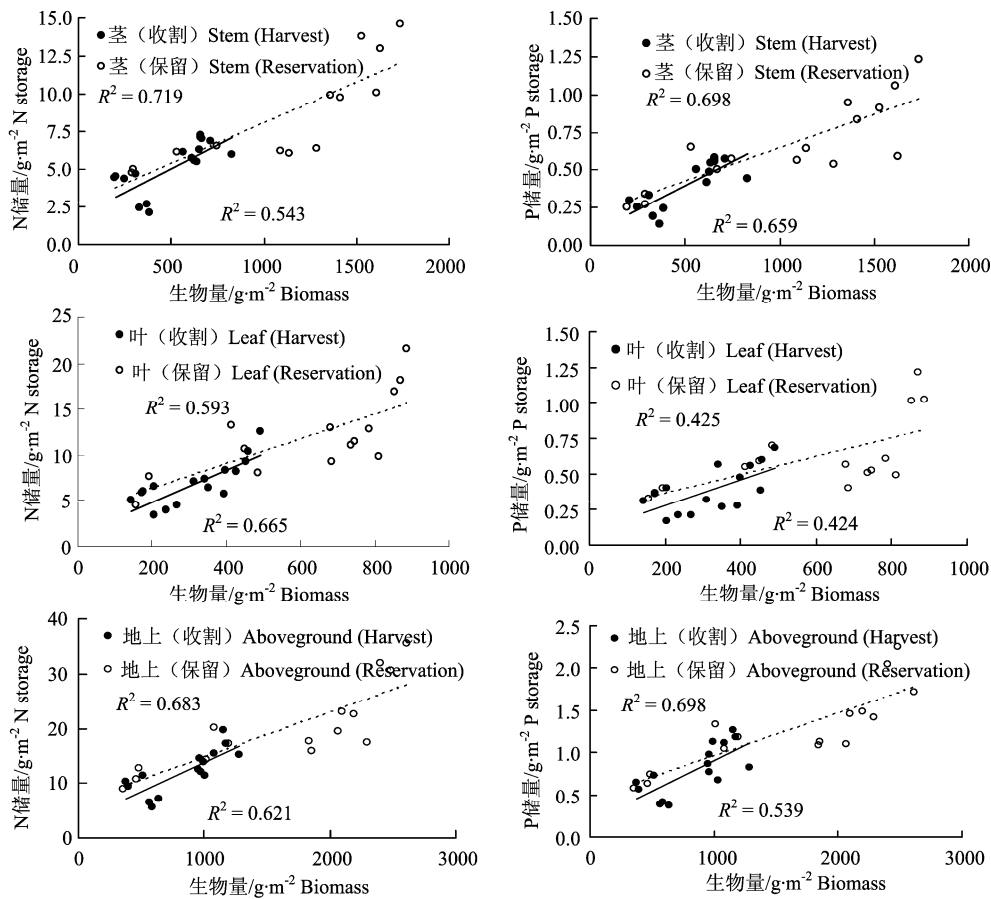 N储量/g·m-2 N storage
15.0
12.5
10.0
7.5
5.0
2.5
0.0
茎（收割）Stem (Harvest)
茎（保留）Stem (Reservation)
R2 = 0.719
R2 = 0.543
0 500 1000 1500 2000
生物量/g·m-2 Biomass
P储量/g·m-2 P storage
1.50
1.25
1.00
0.75
0.50
0.25
0.00
茎（收割）Stem (Harvest)
茎（保留）Stem (Reservation)
R2 = 0.698
R2 = 0.659
0 500 1000 1500 2000
生物量/g·m-2 Biomass
N储量/g·m-2 N storage
25
20
15
10
5
0
叶（收割）Leaf (Harvest)
叶（保留）Leaf (Reservation)
R2 = 0.593
R2 = 0.665
0 200 400 600 800 1000
生物量/g·m-2 Biomass
P储量/g·m-2 P storage
1.50
1.25
1.00
0.75
0.50
0.25
0.00
叶（收割）Leaf (Harvest)
叶（保留）Leaf (Reservation)
R2 = 0.425
R2 = 0.424
0 200 400 600 800 1000
生物量/g·m-2 Biomass
N储量/g·m-2 N storage
40
30
20
10
0
地上（收割）Aboveground (Harvest)
地上（保留）Aboveground (Reservation)
R2 = 0.683
R2 = 0.621
0 1000 2000 3000
生物量/g·m-2 Biomass
P储量/g·m-2 P storage
2.5
2.0
1.5
1.0
0.5
0.0
地上（收割）Aboveground (Harvest)
地上（保留）Aboveground (Reservation)
R2 = 0.698
R2 = 0.539
0 1000 2000 3000
生物量/g·m-2 Biomass